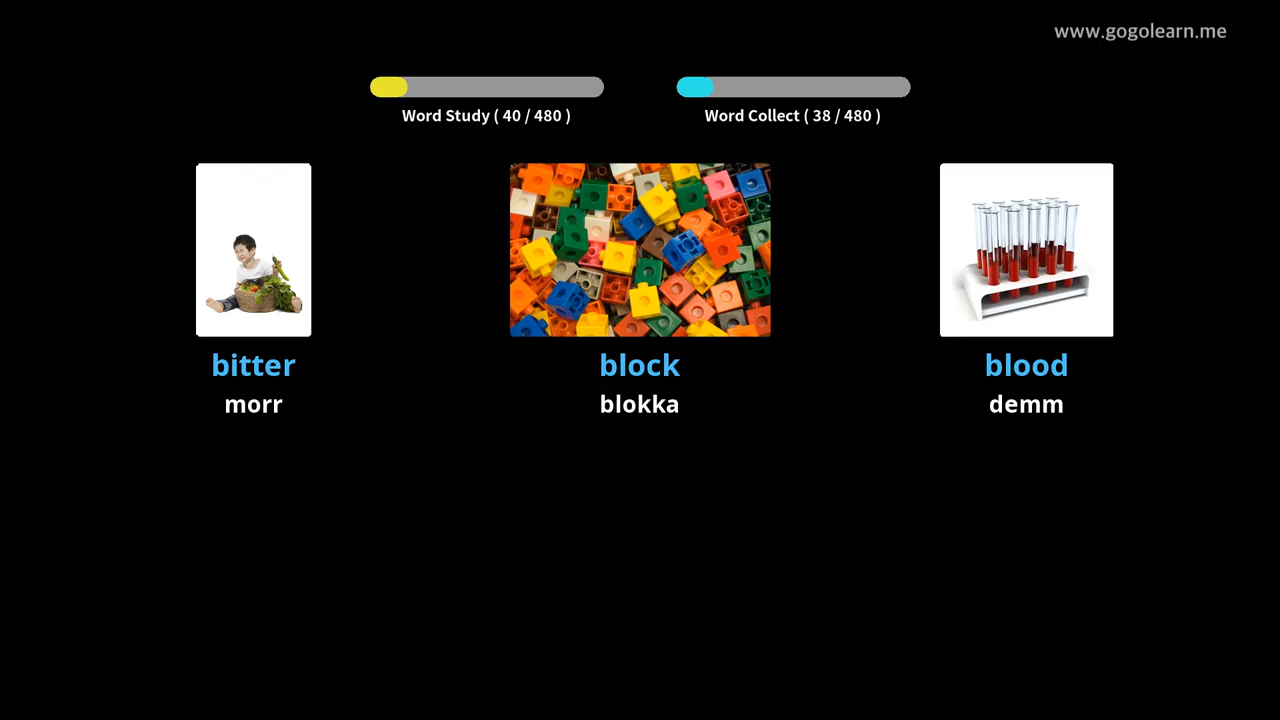 www.gogolearn.me
Word Study ( 40 / 480 )
Word Collect ( 38 / 480 )
bitter
morr
block
blokka
blood
demm